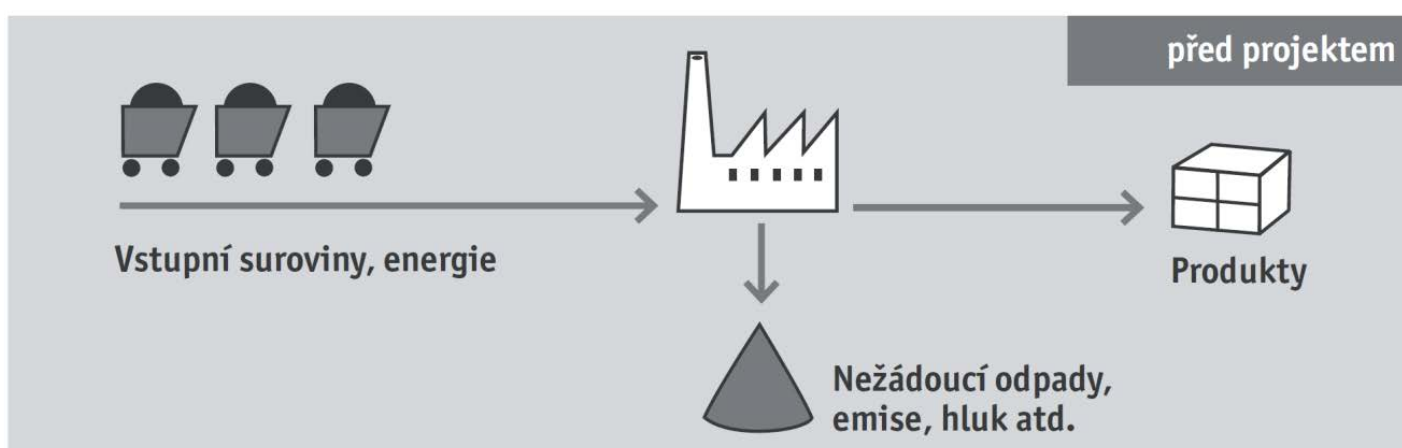 před projektem
Vstupní suroviny, energie
Produkty
Nežádoucí odpady,
emise, hluk atd.